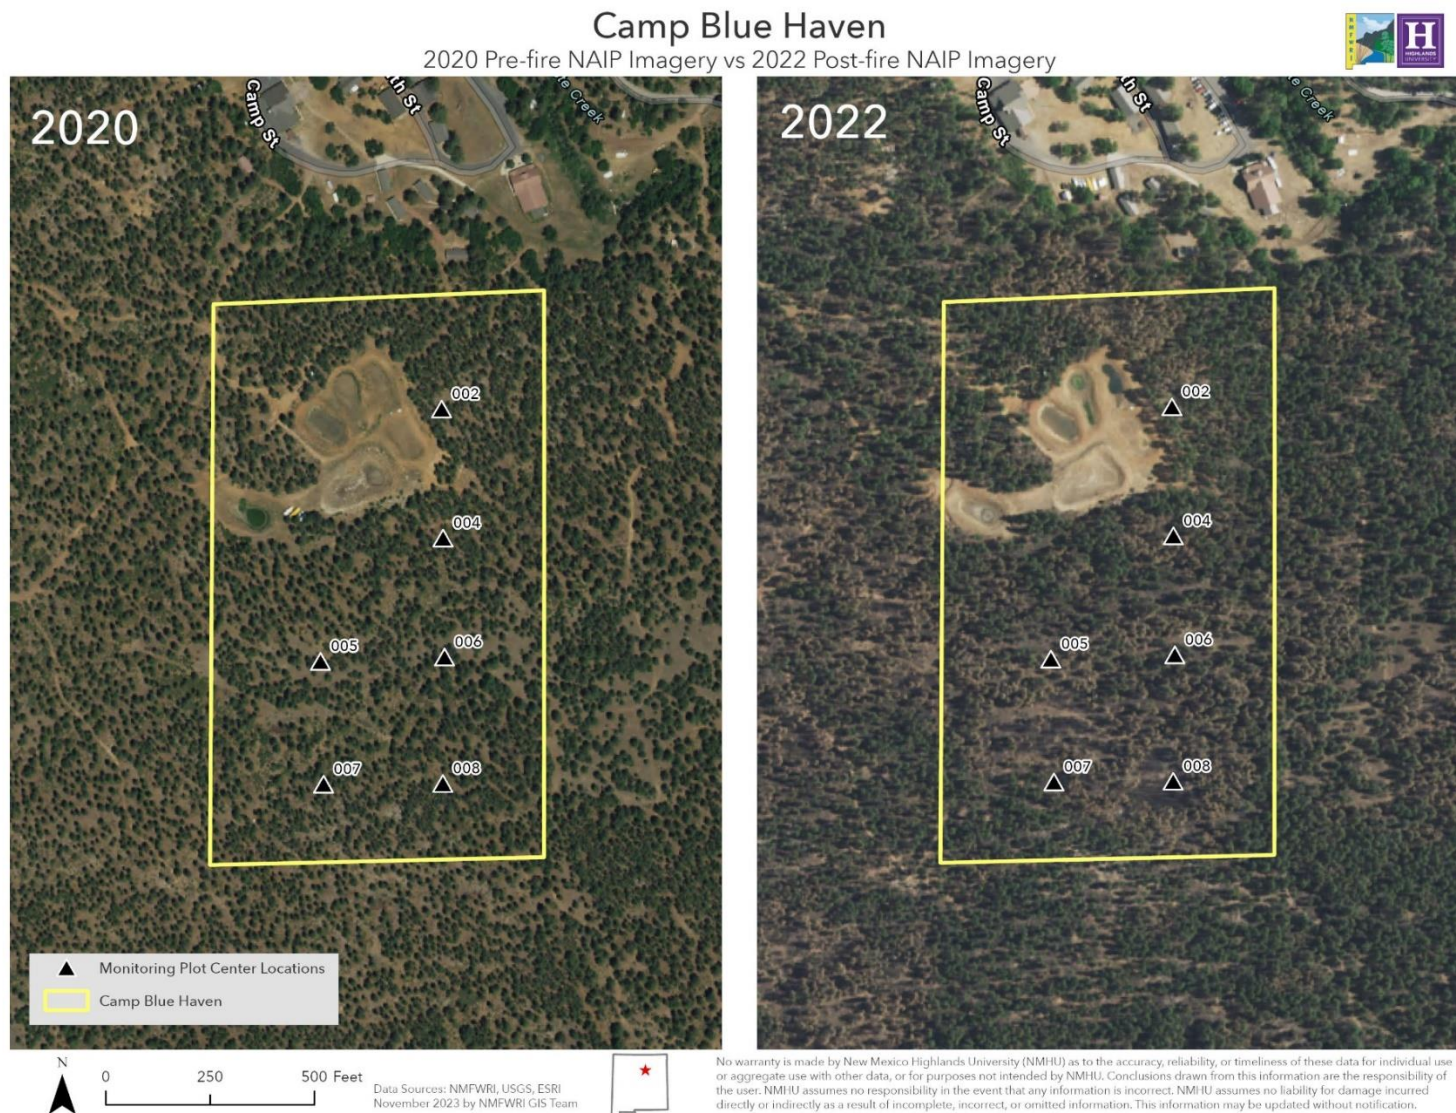 Camp Blue Haven
2020 Pre-fire NAIP Imagery vs 2022 Post-fire NAIP Imagery
NMFWRI
H
HIGHLANDS
UNIVERSITY
2020
Camp St
th St
Creek
002
004
005
006
007
008
Monitoring Plot Center Locations
Camp Blue Haven
2022
Camp St
th St
Creek
002
004
005
006
007
008
N
0 250 500 Feet
Data Sources: NMFWRI, USGS, ESRI
November 2023 by NMFWRI GIS Team
No warranty is made by New Mexico Highlands University (NMHU) as to the accuracy, reliability, or timeliness of these data for individual use
or aggregate use with other data, or for purposes not intended by NMHU. Conclusions drawn from this information are the responsibility of
the user. NMHU assumes no responsibility in the event that any information is incorrect. NMHU assumes no liability for damage incurred
directly or indirectly as a result of incomplete, incorrect, or omitted information. This information may be updated without notification.